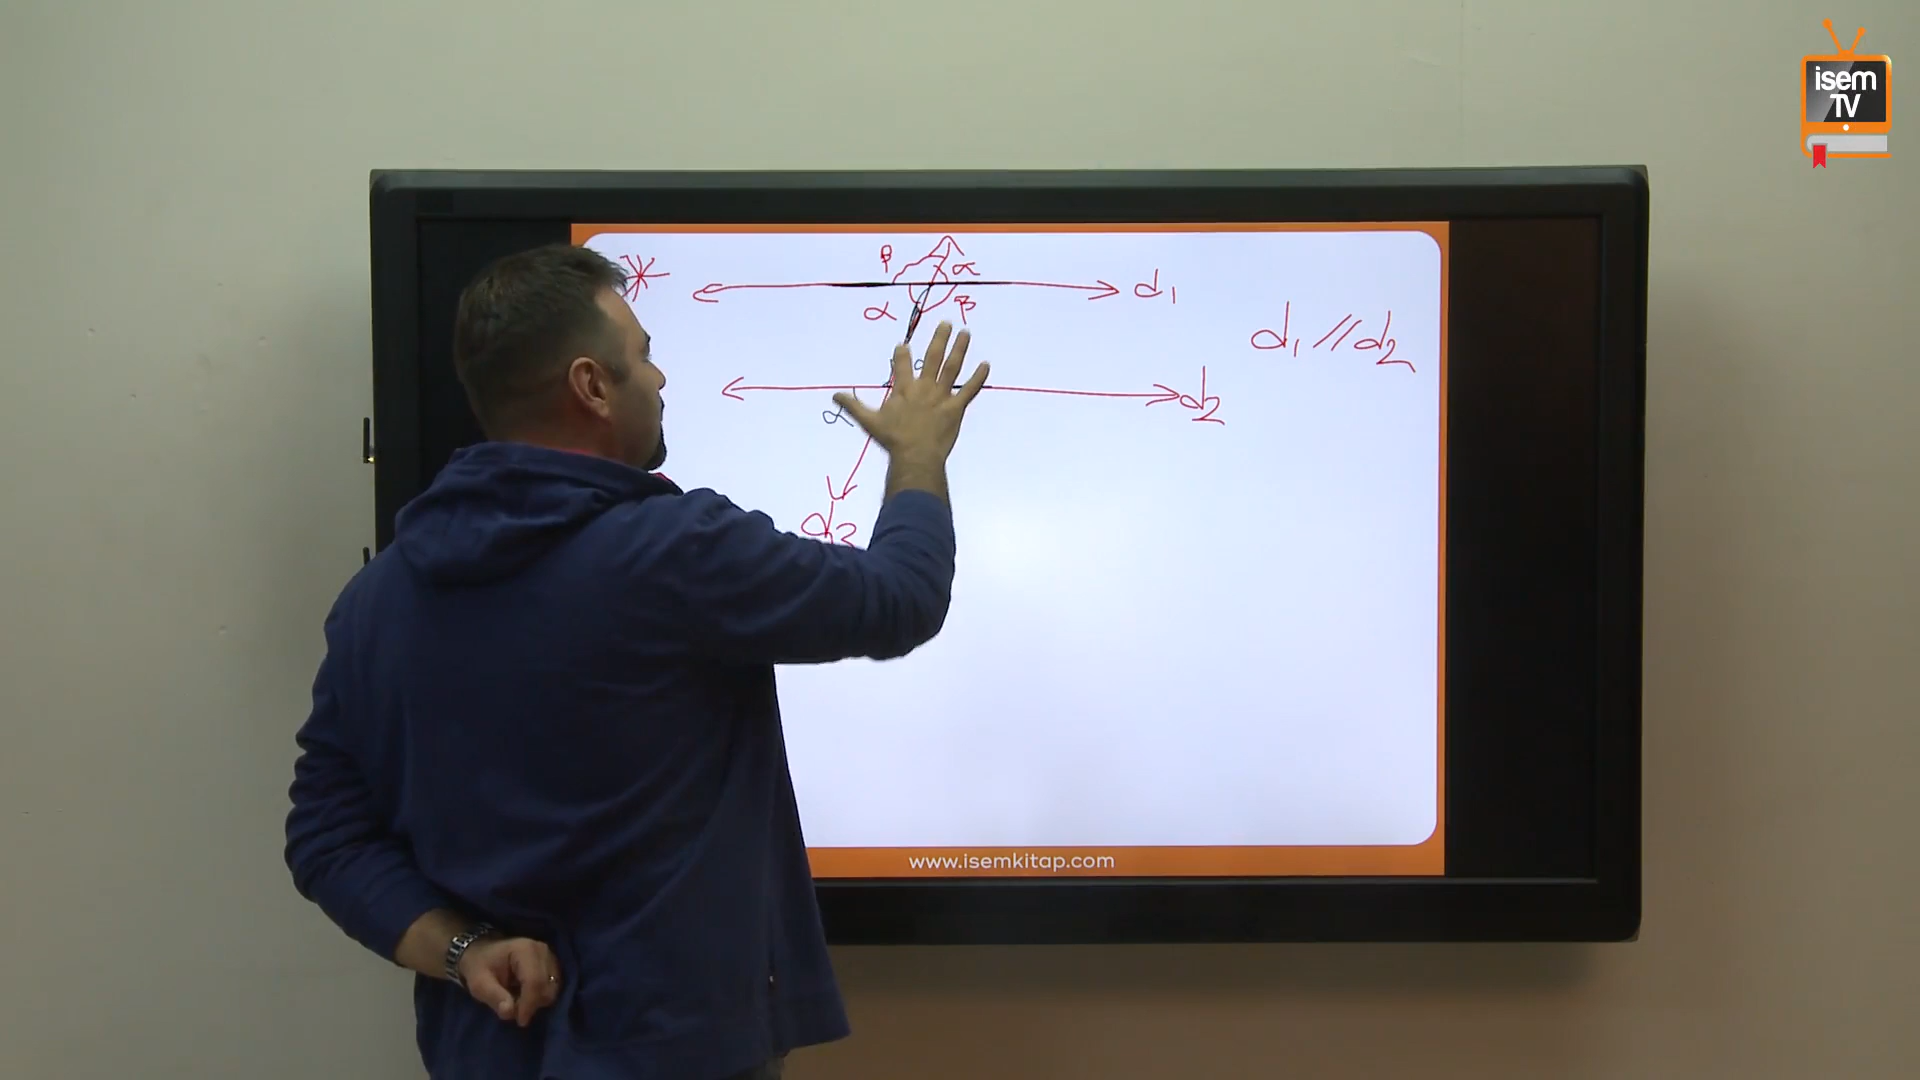 isem
TV
β α
d₁
α β
d₁ // d₂
d₂
α
d₃
www.isemkitap.com